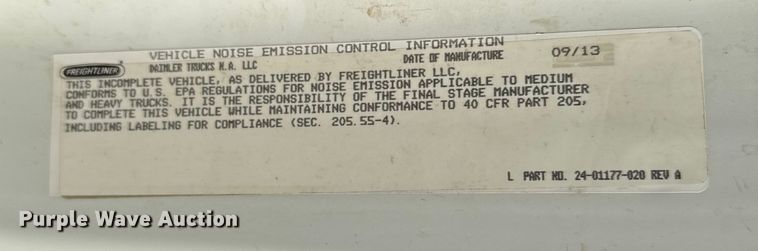 VEHICLE NOISE EMISSION CONTROL INFORMATION
FREIGHTLINER DAIMLER TRUCKS N.A. LLC DATE OF MANUFACTURE 09/13
THIS INCOMPLETE VEHICLE, AS DELIVERED BY FREIGHTLINER LLC,
CONFORMS TO U.S. EPA REGULATIONS FOR NOISE EMISSION APPLICABLE TO MEDIUM
AND HEAVY TRUCKS. IT IS THE RESPONSIBILITY OF THE FINAL STAGE MANUFACTURER
TO COMPLETE THIS VEHICLE WHILE MAINTAINING CONFORMANCE TO 40 CFR PART 205,
INCLUDING LABELING FOR COMPLIANCE (SEC. 205.55-4).
L PART NO. 24-01177-020 REV A
Purple Wave Auction